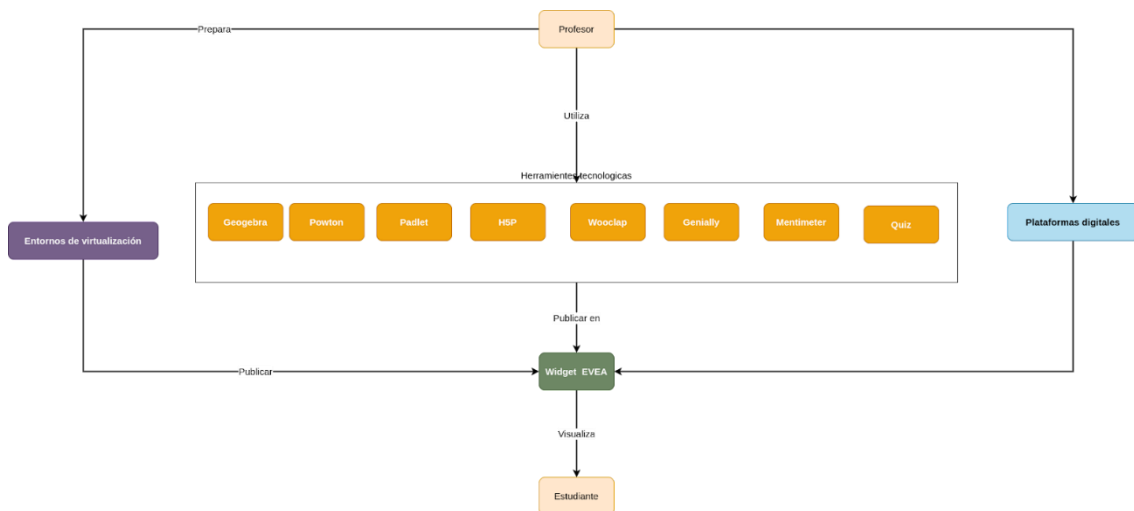 Profesor
Prepara
Utiliza
Herramientes tecnologicas
Geogebra
Powton
Padlet
H5P
Wooclap
Genially
Mentimeter
Quiz
Entornos de virtualización
Plataformas digitales
Publicar en
Publicar
Widget EVEA
Visualiza
Estudiante